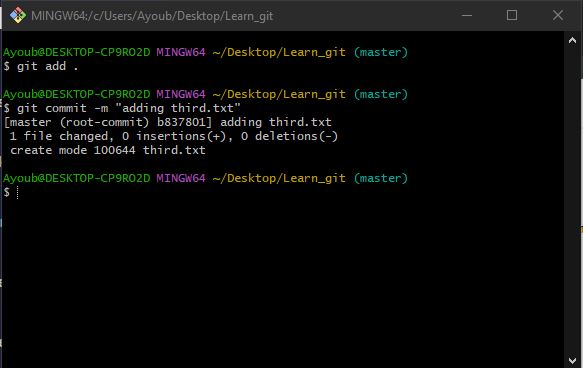 MINGW64:/c/Users/Ayoub/Desktop/Learn_git
Ayoub@DESKTOP-CP9RO2D MINGW64 ~/Desktop/Learn_git (master)
$ git add .
Ayoub@DESKTOP-CP9RO2D MINGW64 ~/Desktop/Learn_git (master)
$ git commit -m "adding third.txt"
[master (root-commit) b837801] adding third.txt
 1 file changed, 0 insertions(+), 0 deletions(-)
 create mode 100644 third.txt
Ayoub@DESKTOP-CP9RO2D MINGW64 ~/Desktop/Learn_git (master)
$